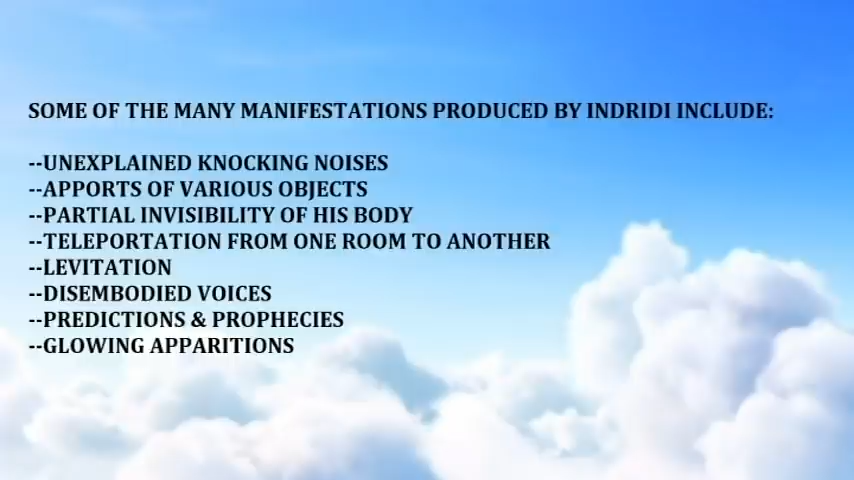 SOME OF THE MANY MANIFESTATIONS PRODUCED BY INDRIDI INCLUDE:
--UNEXPLAINED KNOCKING NOISES
--APPORTS OF VARIOUS OBJECTS
--PARTIAL INVISIBILITY OF HIS BODY
--TELEPORTATION FROM ONE ROOM TO ANOTHER
--LEVITATION
--DISEMBODIED VOICES
--PREDICTIONS & PROPHECIES
--GLOWING APPARITIONS